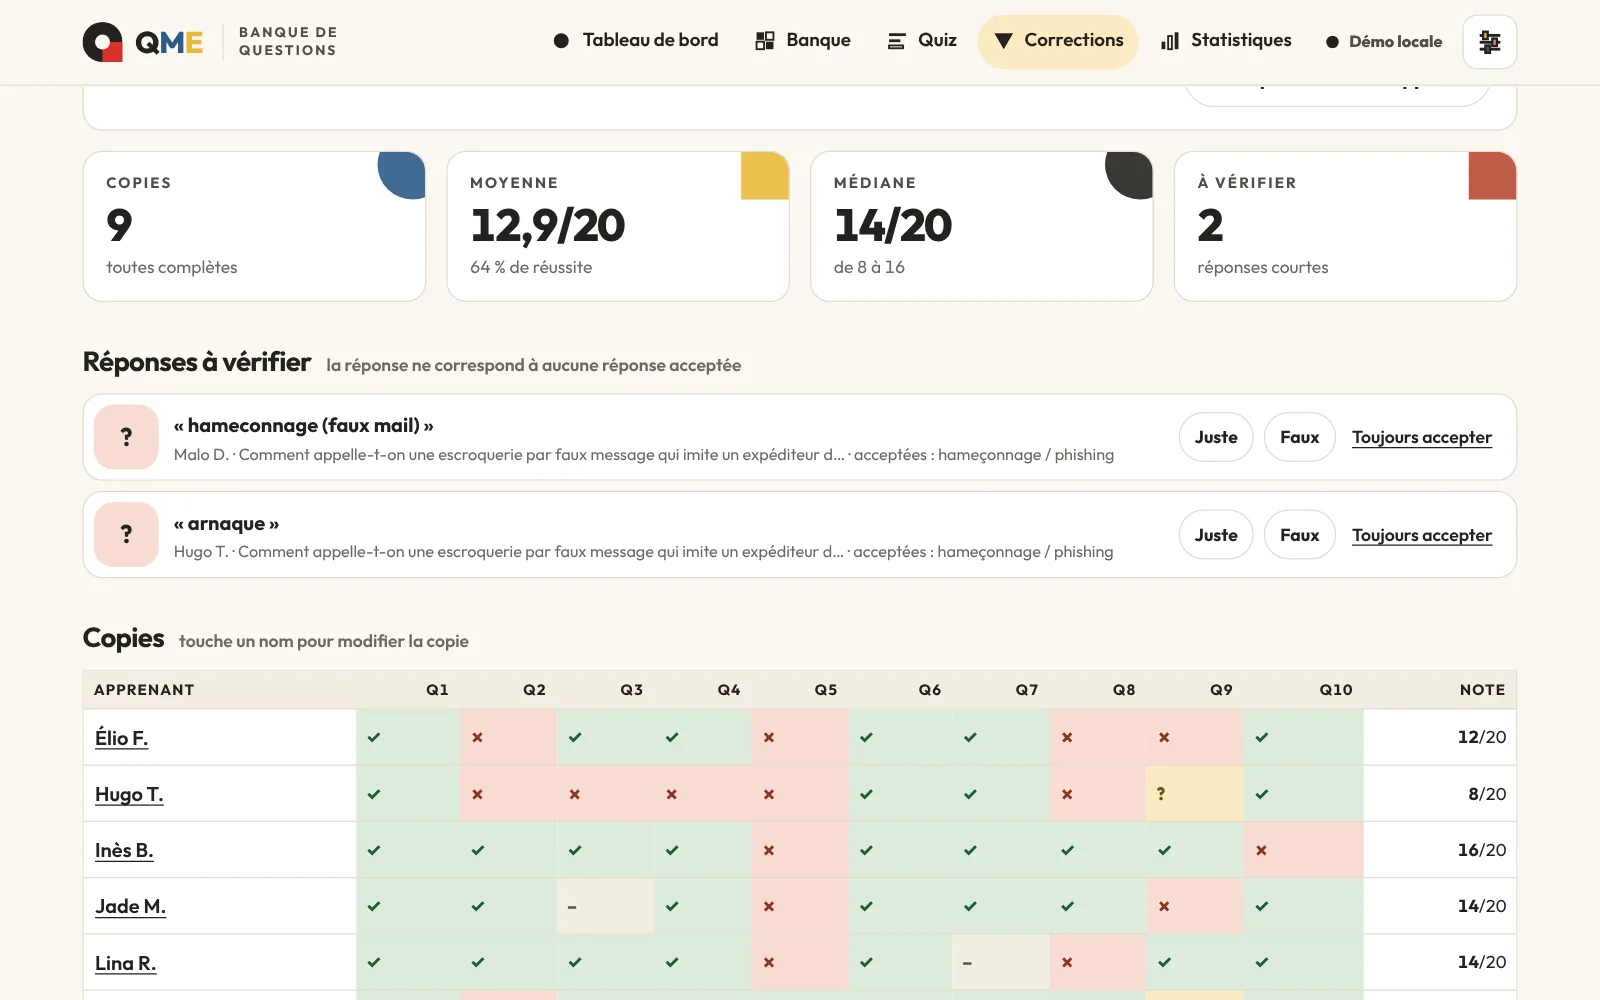 QME
BANQUE DE
QUESTIONS
Tableau de bord
Banque
Quiz
Corrections
Statistiques
Démo locale
COPIES
9
toutes complètes
MOYENNE
12,9/20
64 % de réussite
MÉDIANE
14/20
de 8 à 16
À VÉRIFIER
2
réponses courtes
Réponses à vérifier la réponse ne correspond à aucune réponse acceptée
?
« hameconnage (faux mail) »
Malo D. · Comment appelle-t-on une escroquerie par faux message qui imite un expéditeur d… · acceptées : hameçonnage / phishing
Juste
Faux
Toujours accepter
?
« arnaque »
Hugo T. · Comment appelle-t-on une escroquerie par faux message qui imite un expéditeur d… · acceptées : hameçonnage / phishing
Juste
Faux
Toujours accepter
Copies touche un nom pour modifier la copie
APPRENANT Q1 Q2 Q3 Q4 Q5 Q6 Q7 Q8 Q9 Q10 NOTE
Élio F. ✓ × ✓ ✓ × ✓ ✓ × × ✓ 12/20
Hugo T. ✓ × × × × ✓ ✓ × ? ✓ 8/20
Inès B. ✓ ✓ ✓ ✓ × ✓ ✓ ✓ ✓ × 16/20
Jade M. ✓ ✓ – ✓ × ✓ ✓ ✓ × ✓ 14/20
Lina R. ✓ ✓ ✓ ✓ × ✓ – × ✓ ✓ 14/20